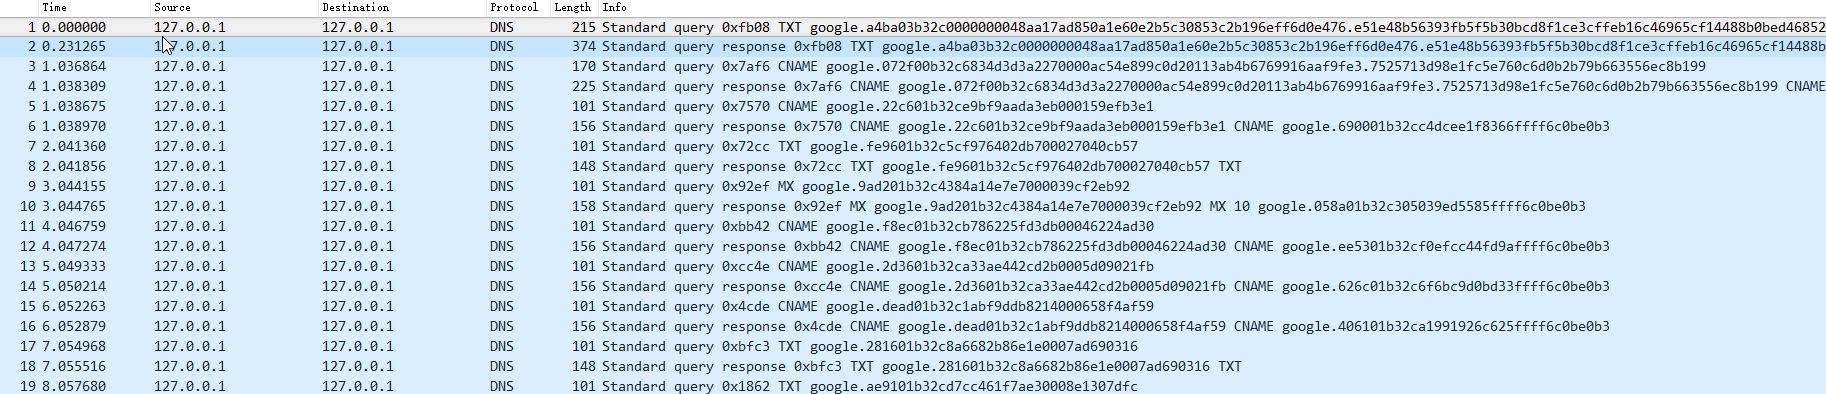 Time Source Destination Protocol Length Info
1 0.000000 127.0.0.1 127.0.0.1 DNS 215 Standard query 0xfb08 TXT google.a4ba03b32c0000000048aa17ad850a1e60e2b5c30853c2b196eff6d0e476.e51e48b56393fb5f5b30bcd8f1ce3cffeb16c46965cf14488b0bed46852
2 0.231265 127.0.0.1 127.0.0.1 DNS 374 Standard query response 0xfb08 TXT google.a4ba03b32c0000000048aa17ad850a1e60e2b5c30853c2b196eff6d0e476.e51e48b56393fb5f5b30bcd8f1ce3cffeb16c46965cf14488b
3 1.036864 127.0.0.1 127.0.0.1 DNS 170 Standard query 0x7af6 CNAME google.072f00b32c6834d3d3a2270000ac54e899c0d20113ab4b6769916aaf9fe3.7525713d98e1fc5e760c6d0b2b79b663556ec8b199
4 1.038309 127.0.0.1 127.0.0.1 DNS 225 Standard query response 0x7af6 CNAME google.072f00b32c6834d3d3a2270000ac54e899c0d20113ab4b6769916aaf9fe3.7525713d98e1fc5e760c6d0b2b79b663556ec8b199 CNAME
5 1.038675 127.0.0.1 127.0.0.1 DNS 101 Standard query 0x7570 CNAME google.22c601b32ce9bf9aada3eb000159efb3e1
6 1.038970 127.0.0.1 127.0.0.1 DNS 156 Standard query response 0x7570 CNAME google.22c601b32ce9bf9aada3eb000159efb3e1 CNAME google.690001b32cc4dcee1f8366ffff6c0be0b3
7 2.041360 127.0.0.1 127.0.0.1 DNS 101 Standard query 0x72cc TXT google.fe9601b32c5cf976402db700027040cb57
8 2.041856 127.0.0.1 127.0.0.1 DNS 148 Standard query response 0x72cc TXT google.fe9601b32c5cf976402db700027040cb57 TXT
9 3.044155 127.0.0.1 127.0.0.1 DNS 101 Standard query 0x92ef MX google.9ad201b32c4384a14e7e7000039cf2eb92
10 3.044765 127.0.0.1 127.0.0.1 DNS 158 Standard query response 0x92ef MX google.9ad201b32c4384a14e7e7000039cf2eb92 MX 10 google.058a01b32c305039ed5585ffff6c0be0b3
11 4.046759 127.0.0.1 127.0.0.1 DNS 101 Standard query 0xbb42 CNAME google.f8ec01b32cb786225fd3db00046224ad30
12 4.047274 127.0.0.1 127.0.0.1 DNS 156 Standard query response 0xbb42 CNAME google.f8ec01b32cb786225fd3db00046224ad30 CNAME google.ee5301b32cf0efcc44fd9affff6c0be0b3
13 5.049333 127.0.0.1 127.0.0.1 DNS 101 Standard query 0xcc4e CNAME google.2d3601b32ca33ae442cd2b0005d09021fb
14 5.050214 127.0.0.1 127.0.0.1 DNS 156 Standard query response 0xcc4e CNAME google.2d3601b32ca33ae442cd2b0005d09021fb CNAME google.626c01b32c6f6bc9d0bd33ffff6c0be0b3
15 6.052263 127.0.0.1 127.0.0.1 DNS 101 Standard query 0x4cde CNAME google.dead01b32c1abf9ddb8214000658f4af59
16 6.052879 127.0.0.1 127.0.0.1 DNS 156 Standard query response 0x4cde CNAME google.dead01b32c1abf9ddb8214000658f4af59 CNAME google.406101b32ca1991926c625ffff6c0be0b3
17 7.054968 127.0.0.1 127.0.0.1 DNS 101 Standard query 0xbfc3 TXT google.281601b32c8a6682b86e1e0007ad690316
18 7.055516 127.0.0.1 127.0.0.1 DNS 148 Standard query response 0xbfc3 TXT google.281601b32c8a6682b86e1e0007ad690316 TXT
19 8.057680 127.0.0.1 127.0.0.1 DNS 101 Standard query 0x1862 TXT google.ae9101b32cd7cc461f7ae30008e1307dfc